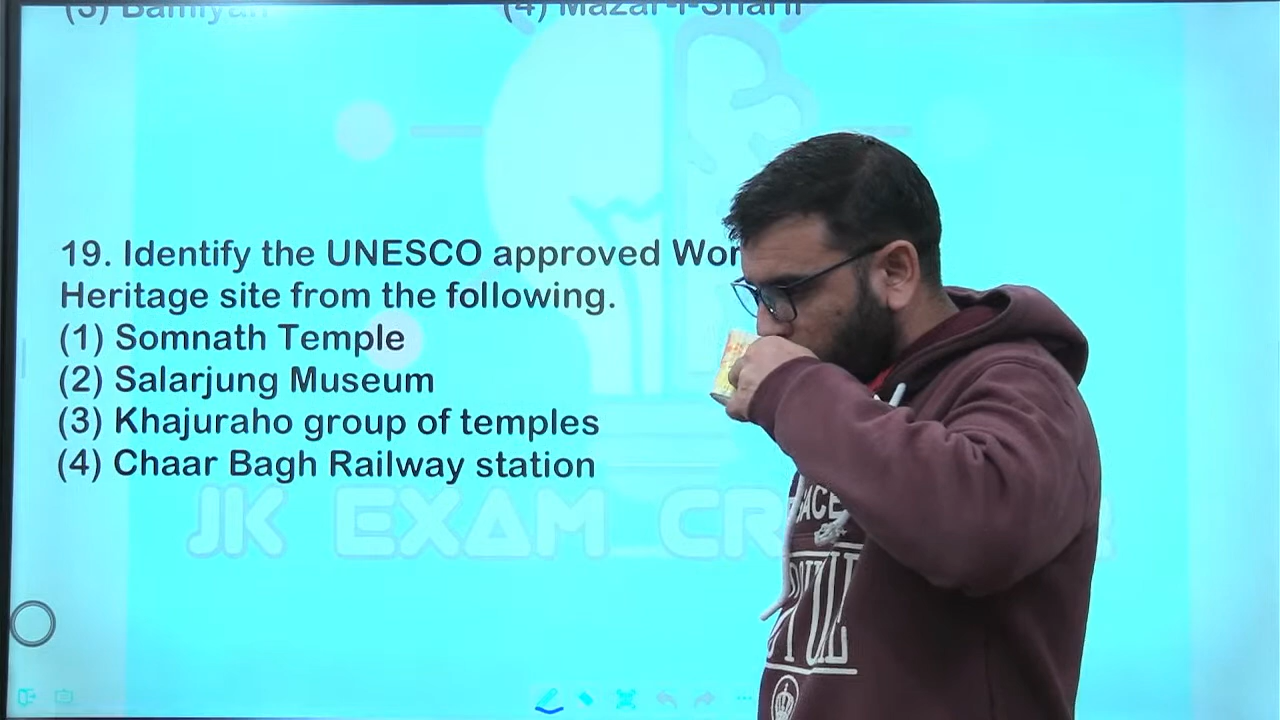 (3) Bamiyan (4) Mazar-i-Sharif
19. Identify the UNESCO approved
Heritage site from the following.
(1) Somnath Temple
(2) Salarjung Museum
(3) Khajuraho group of temples
(4) Chaar Bagh Railway station
JK EXAM